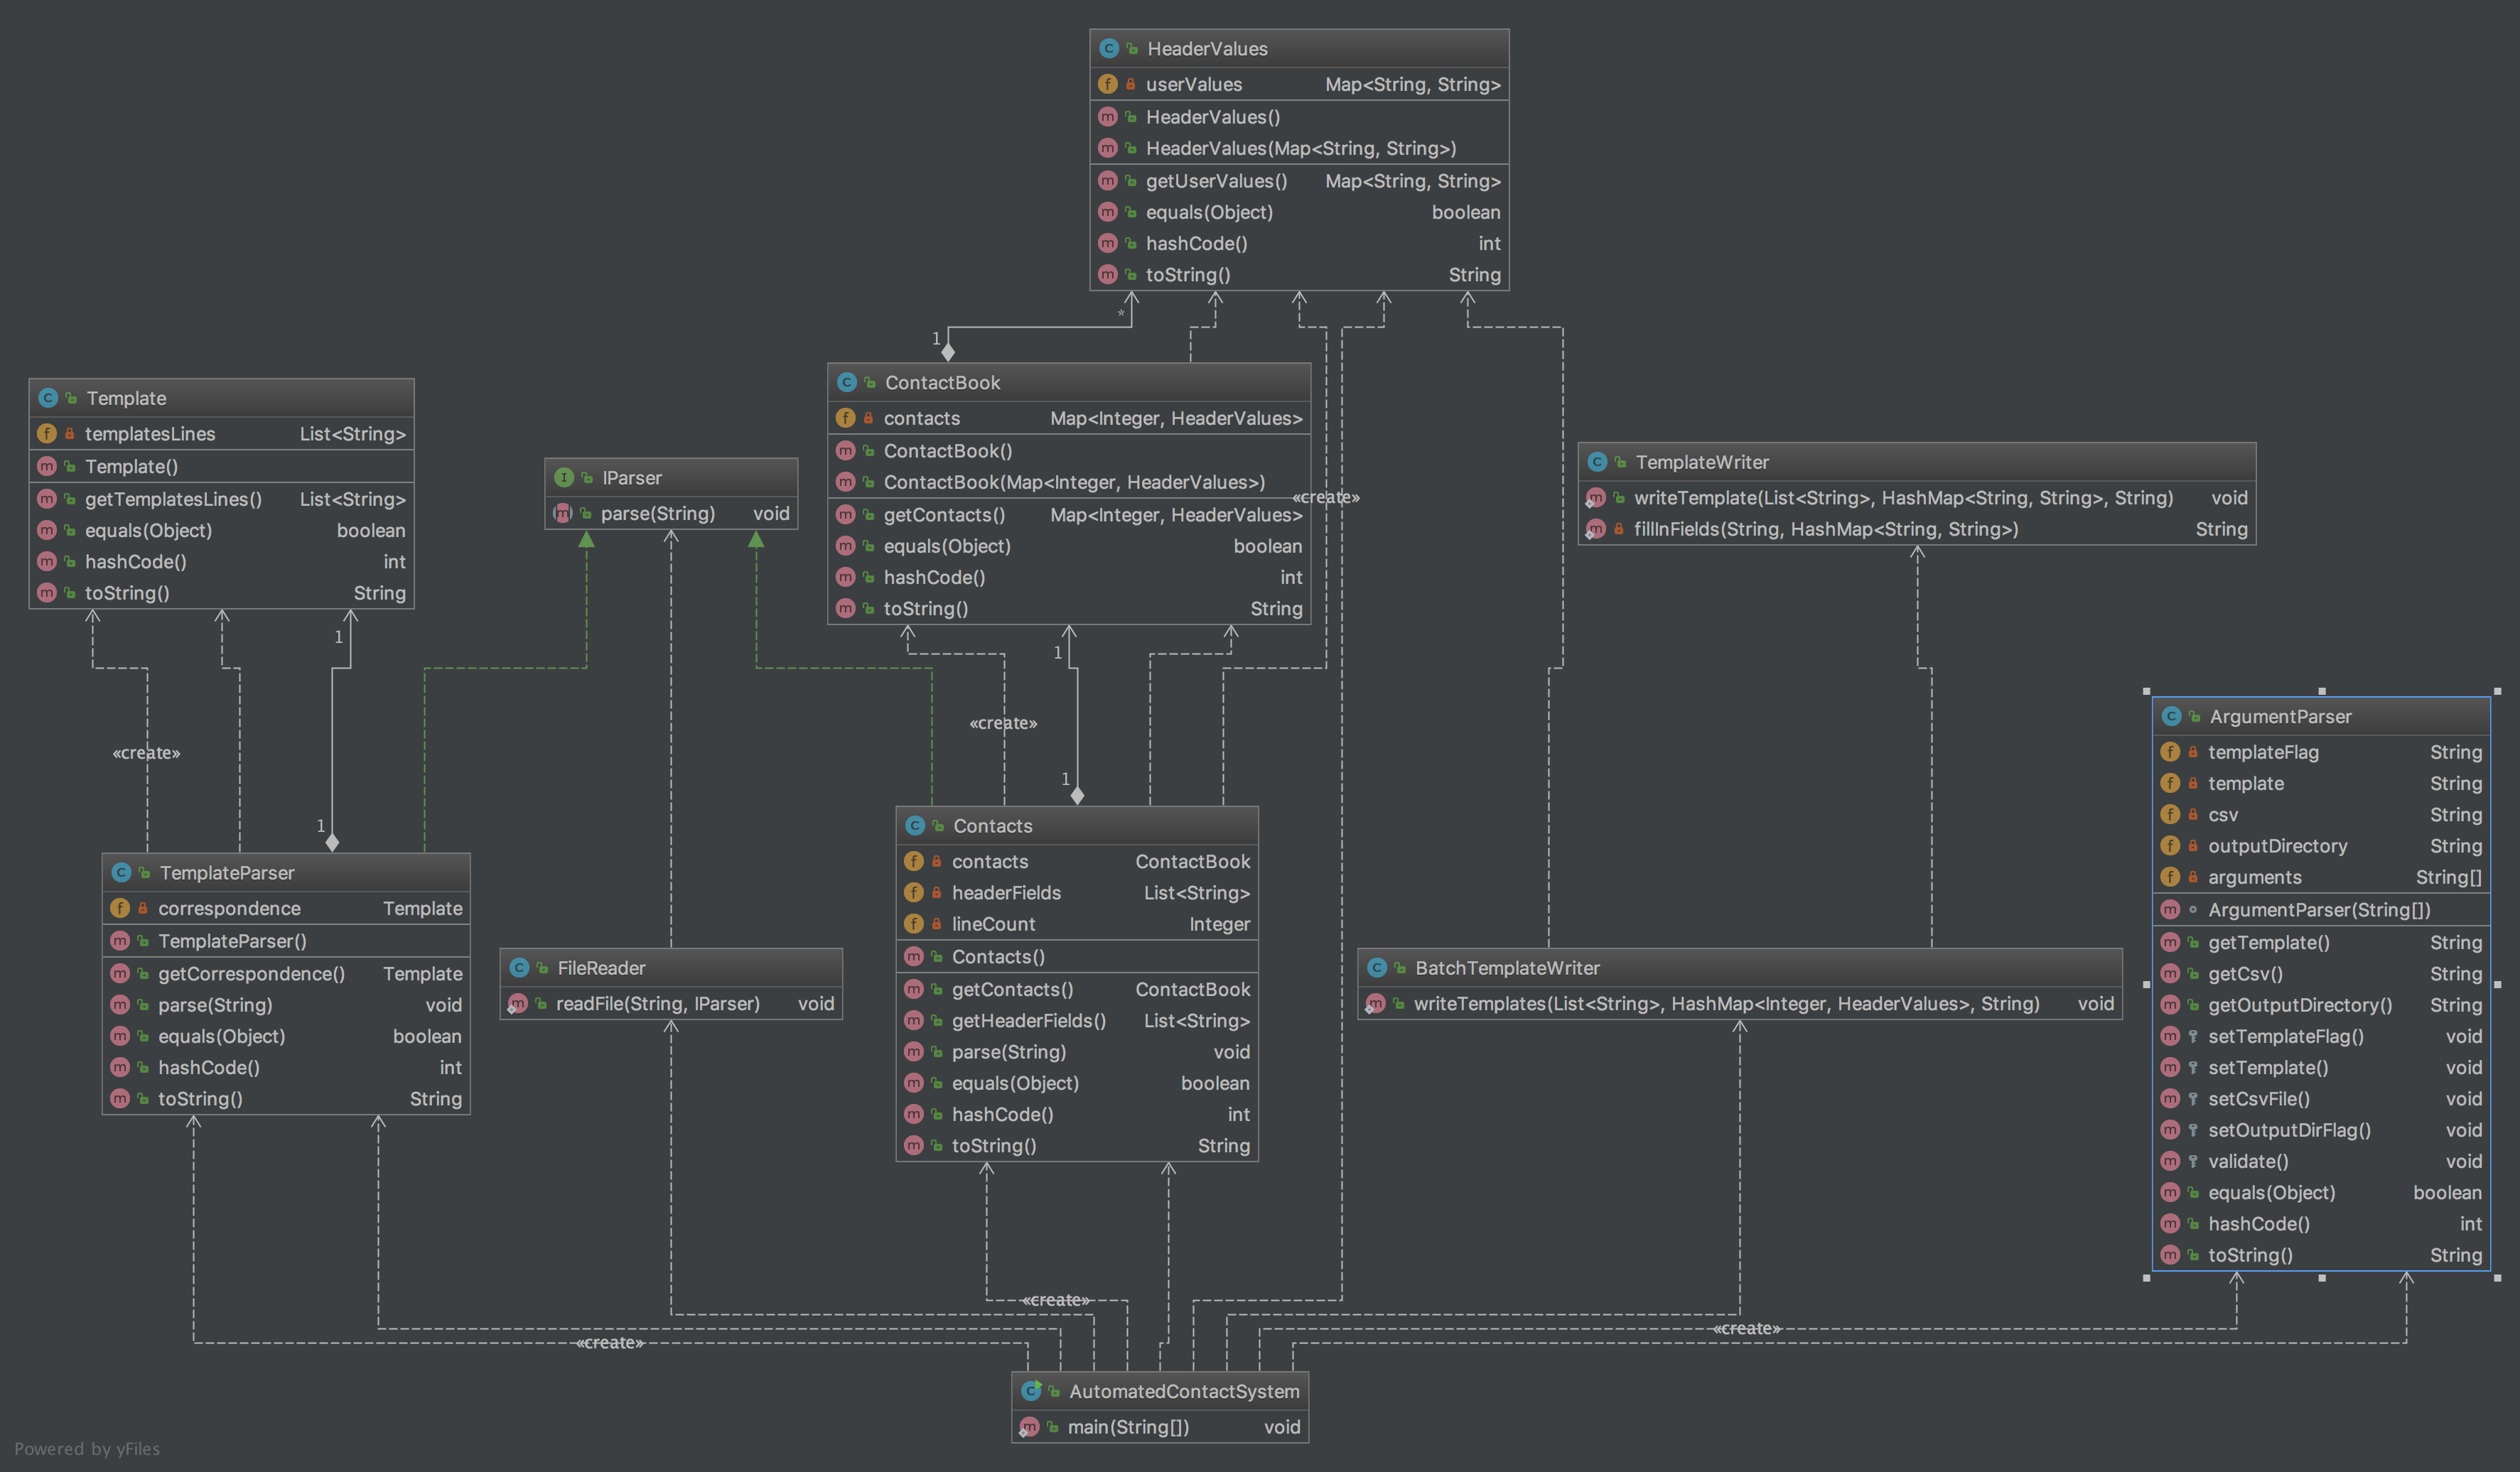 HeaderValues
userValues Map<String, String>
HeaderValues()
HeaderValues(Map<String, String>)
getUserValues() Map<String, String>
equals(Object) boolean
hashCode() int
toString() String
*
1
ContactBook
contacts Map<Integer, HeaderValues>
ContactBook()
ContactBook(Map<Integer, HeaderValues>)
getContacts() Map<Integer, HeaderValues>
equals(Object) boolean
hashCode() int
toString() String
«create»
Template
templatesLines List<String>
Template()
getTemplatesLines() List<String>
equals(Object) boolean
hashCode() int
toString() String
IParser
parse(String) void
TemplateWriter
writeTemplate(List<String>, HashMap<String, String>, String) void
fillInFields(String, HashMap<String, String>) String
1
1
«create»
«create»
1
1
ArgumentParser
templateFlag String
template String
csv String
outputDirectory String
arguments String[]
ArgumentParser(String[])
getTemplate() String
getCsv() String
getOutputDirectory() String
setTemplateFlag() void
setTemplate() void
setCsvFile() void
setOutputDirFlag() void
validate() void
equals(Object) boolean
hashCode() int
toString() String
TemplateParser
correspondence Template
TemplateParser()
getCorrespondence() Template
parse(String) void
equals(Object) boolean
hashCode() int
toString() String
FileReader
readFile(String, IParser) void
Contacts
contacts ContactBook
headerFields List<String>
lineCount Integer
Contacts()
getContacts() ContactBook
getHeaderFields() List<String>
parse(String) void
equals(Object) boolean
hashCode() int
toString() String
BatchTemplateWriter
writeTemplates(List<String>, HashMap<Integer, HeaderValues>, String) void
«create»
«create»
«create»
AutomatedContactSystem
main(String[]) void
Powered by yFiles